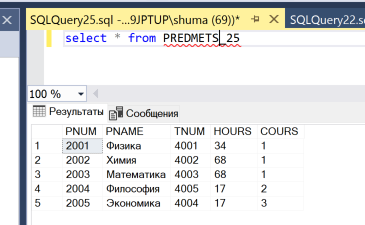 SQLQuery25.sql -...9JPTUP\shuma (69))* SQLQuery22.s
select * from PREDMETS_25
100 %
Результаты Сообщения
PNUM PNAME TNUM HOURS COURS
1 2001 Физика 4001 34 1
2 2002 Химия 4002 68 1
3 2003 Математика 4003 68 1
4 2004 Философия 4005 17 2
5 2005 Экономика 4004 17 3